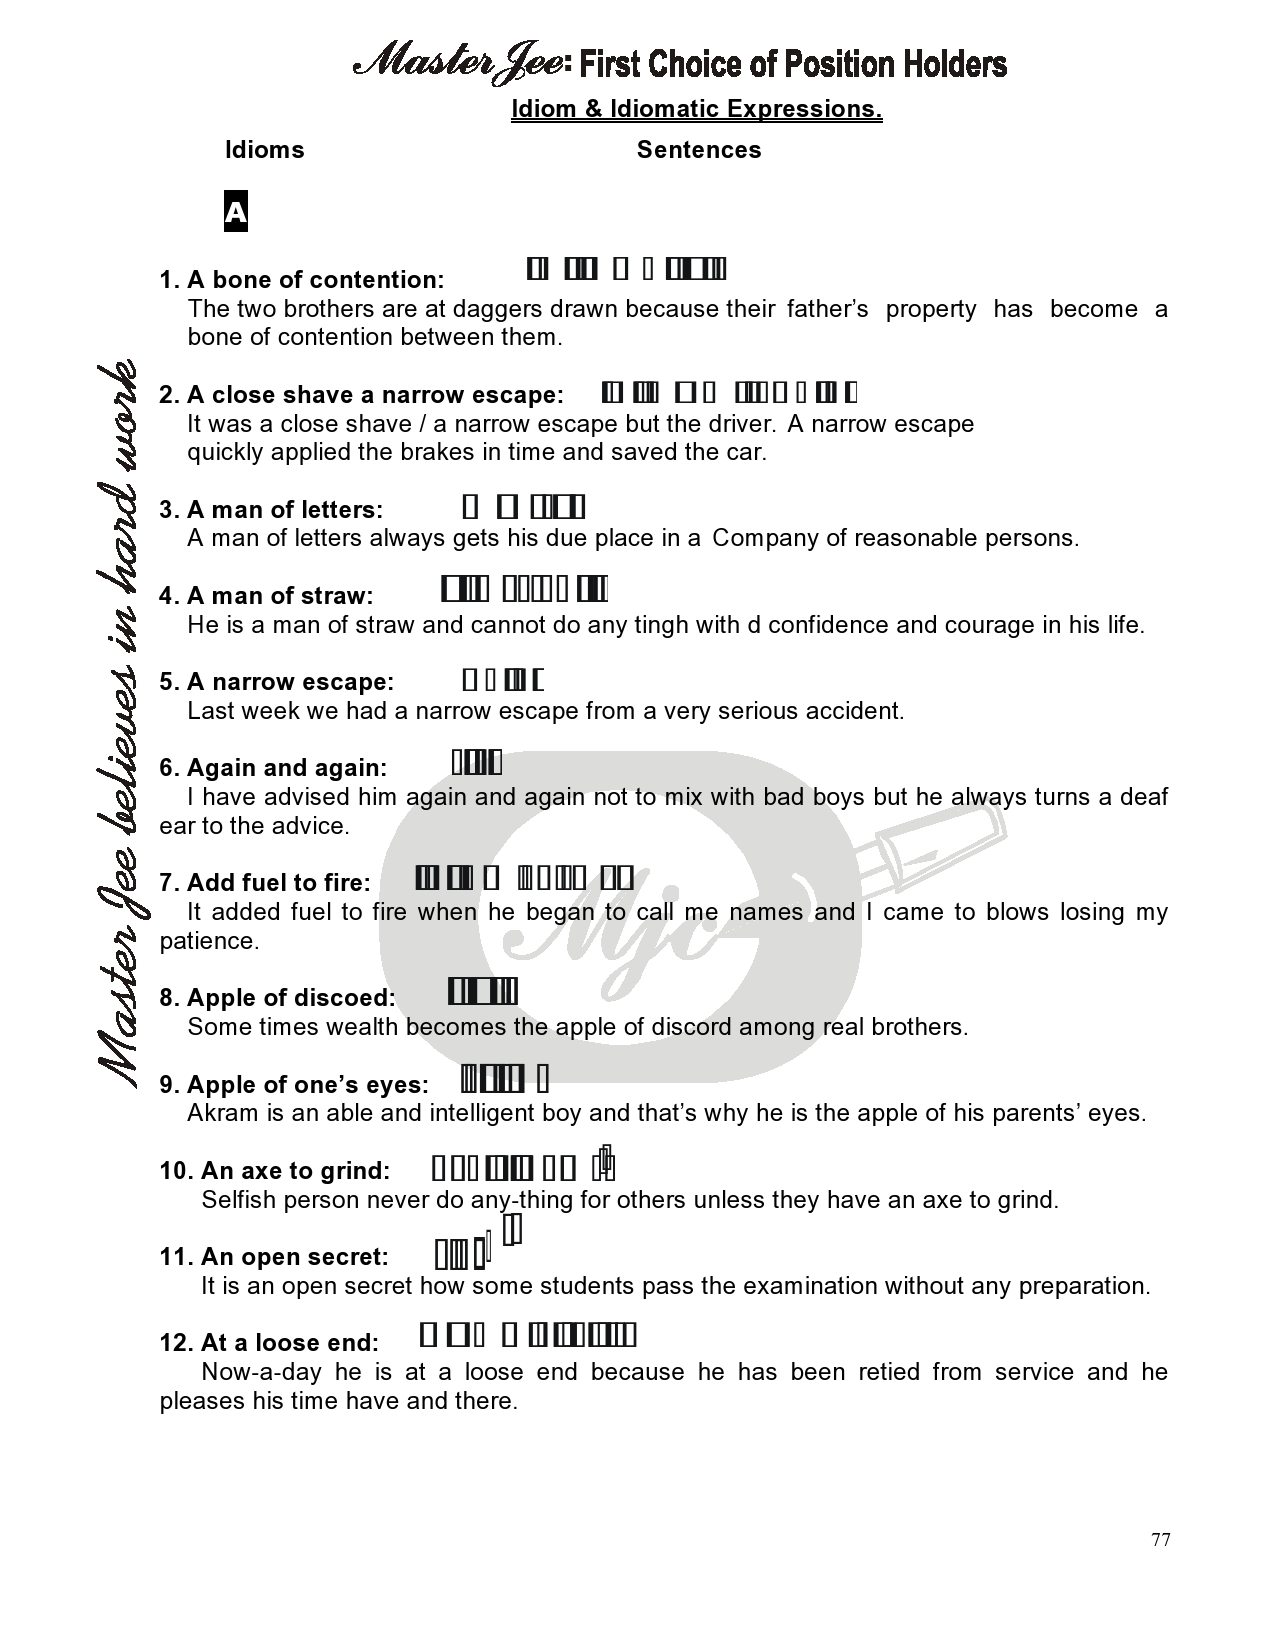 Master Jee: First Choice of Position Holders
Idiom & Idiomatic Expressions.
Idioms Sentences
A
1. A bone of contention:
The two brothers are at daggers drawn because their father’s property has become a
bone of contention between them.
2. A close shave a narrow escape:
It was a close shave / a narrow escape but the driver. A narrow escape
quickly applied the brakes in time and saved the car.
3. A man of letters:
A man of letters always gets his due place in a Company of reasonable persons.
4. A man of straw:
He is a man of straw and cannot do any tingh with d confidence and courage in his life.
5. A narrow escape:
Last week we had a narrow escape from a very serious accident.
6. Again and again:
I have advised him again and again not to mix with bad boys but he always turns a deaf
ear to the advice.
7. Add fuel to fire:
It added fuel to fire when he began to call me names and I came to blows losing my
patience.
8. Apple of discoed:
Some times wealth becomes the apple of discord among real brothers.
9. Apple of one’s eyes:
Akram is an able and intelligent boy and that’s why he is the apple of his parents’ eyes.
10. An axe to grind:
Selfish person never do any-thing for others unless they have an axe to grind.
11. An open secret:
It is an open secret how some students pass the examination without any preparation.
12. At a loose end:
Now-a-day he is at a loose end because he has been retied from service and he
pleases his time have and there.
Master Jee believes in hard work
Mjc
77